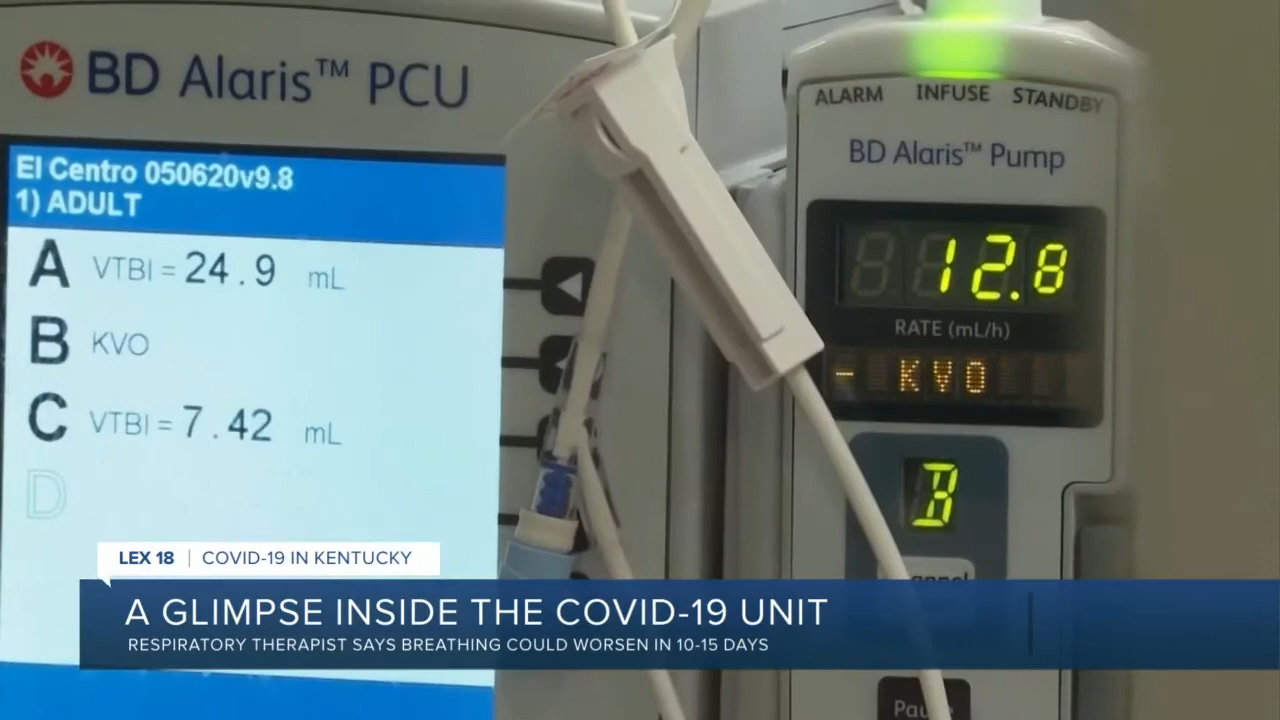 BD Alaris™ PCU
El Centro 050620v9.8
1) ADULT
A VTBI = 24.9 mL
B KVO
C VTBI = 7.42 mL
D
ALARM INFUSE STANDBY
BD Alaris™ Pump
12.8
RATE (mL/h)
- KVO
B
LEX 18 | COVID-19 IN KENTUCKY
A GLIMPSE INSIDE THE COVID-19 UNIT
RESPIRATORY THERAPIST SAYS BREATHING COULD WORSEN IN 10-15 DAYS